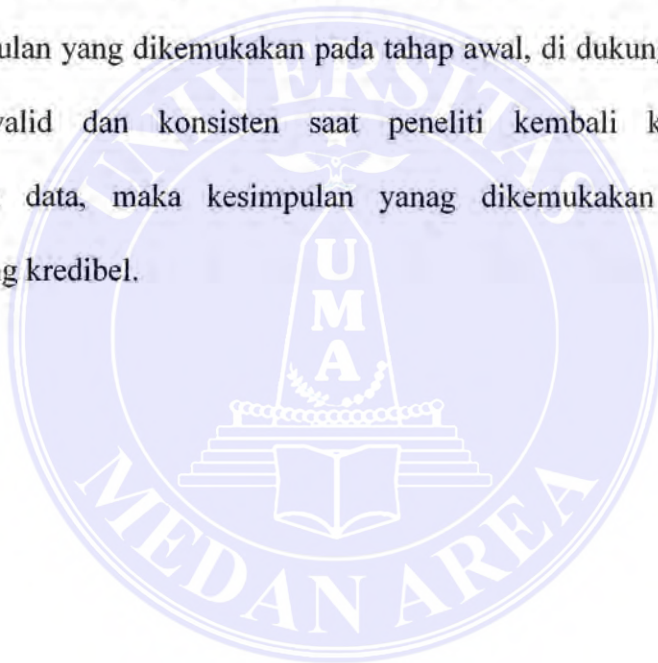 ulan yang dikemukakan pada tahap awal, di dukung
valid dan konsisten saat peneliti kembali k
data, maka kesimpulan yanag dikemukakan
g kredibel.
UNIVERSITAS
U
M
A
MEDAN AREA